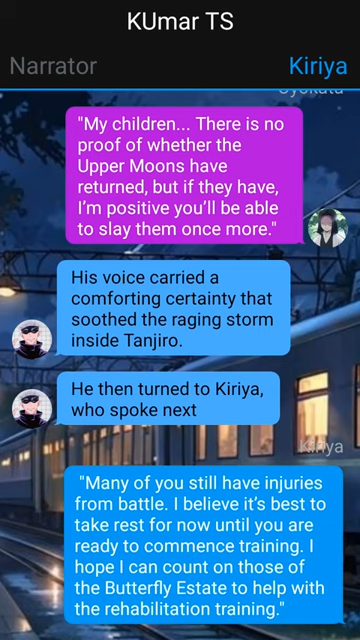 KUmar TS
Narrator
Kiriya
"My children... There is no
proof of whether the
Upper Moons have
returned, but if they have,
I'm positive you'll be able
to slay them once more."
His voice carried a
comforting certainty that
soothed the raging storm
inside Tanjiro.
He then turned to Kiriya,
who spoke next
Kiriya
"Many of you still have injuries
from battle. I believe it's best to
take rest for now until you are
ready to commence training. I
hope I can count on those of
the Butterfly Estate to help with
the rehabilitation training."